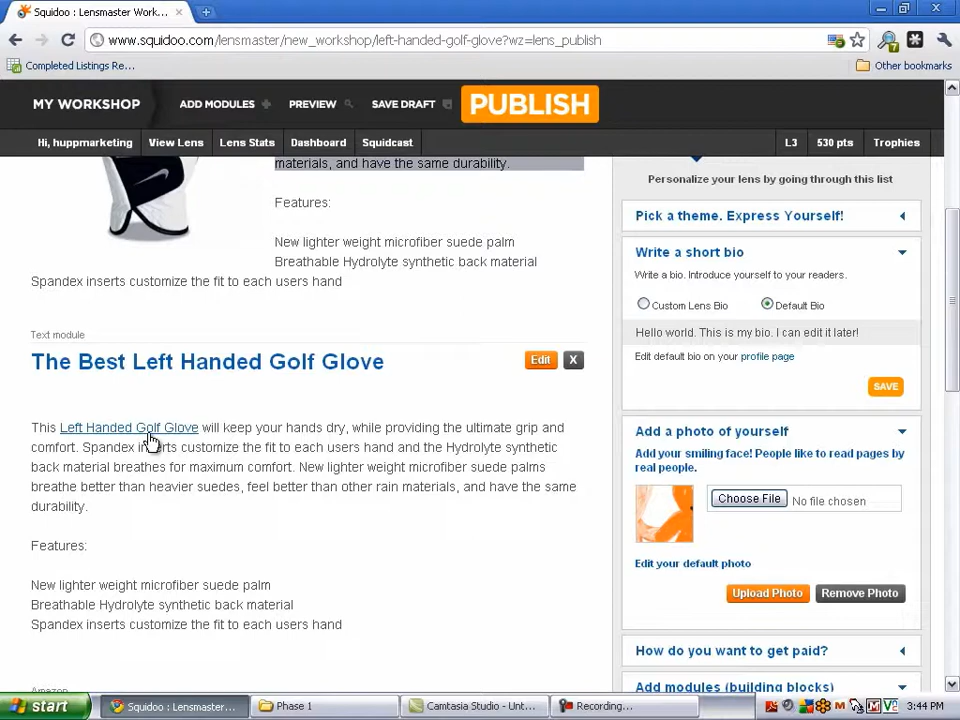 Squidoo : Lensmaster Work...
www.squidoo.com/lensmaster/new_workshop/left-handed-golf-glove?wz=lens_publish
Completed Listings Re...
Other bookmarks
MY WORKSHOP
ADD MODULES
PREVIEW
SAVE DRAFT
PUBLISH
Hi, huppmarketing
View Lens
Lens Stats
Dashboard
Squidcast
L3
530 pts
Trophies
materials, and have the same durability.
Features:
New lighter weight microfiber suede palm
Breathable Hydrolyte synthetic back material
Spandex inserts customize the fit to each users hand
Text module
The Best Left Handed Golf Glove
Edit
X
This Left Handed Golf Glove will keep your hands dry, while providing the ultimate grip and
comfort. Spandex inserts customize the fit to each users hand and the Hydrolyte synthetic
back material breathes for maximum comfort. New lighter weight microfiber suede palms
breathe better than heavier suedes, feel better than other rain materials, and have the same
durability.
Features:
New lighter weight microfiber suede palm
Breathable Hydrolyte synthetic back material
Spandex inserts customize the fit to each users hand
Amazon
Personalize your lens by going through this list
Pick a theme. Express Yourself!
Write a short bio
Write a bio. Introduce yourself to your readers.
Custom Lens Bio
Default Bio
Hello world. This is my bio. I can edit it later!
Edit default bio on your profile page
SAVE
Add a photo of yourself
Add your smiling face! People like to read pages by
real people.
Choose File
No file chosen
Edit your default photo
Upload Photo
Remove Photo
How do you want to get paid?
Add modules (building blocks)
start
Squidoo : Lensmaster...
Phase 1
Camtasia Studio - Unt...
Recording...
3:44 PM